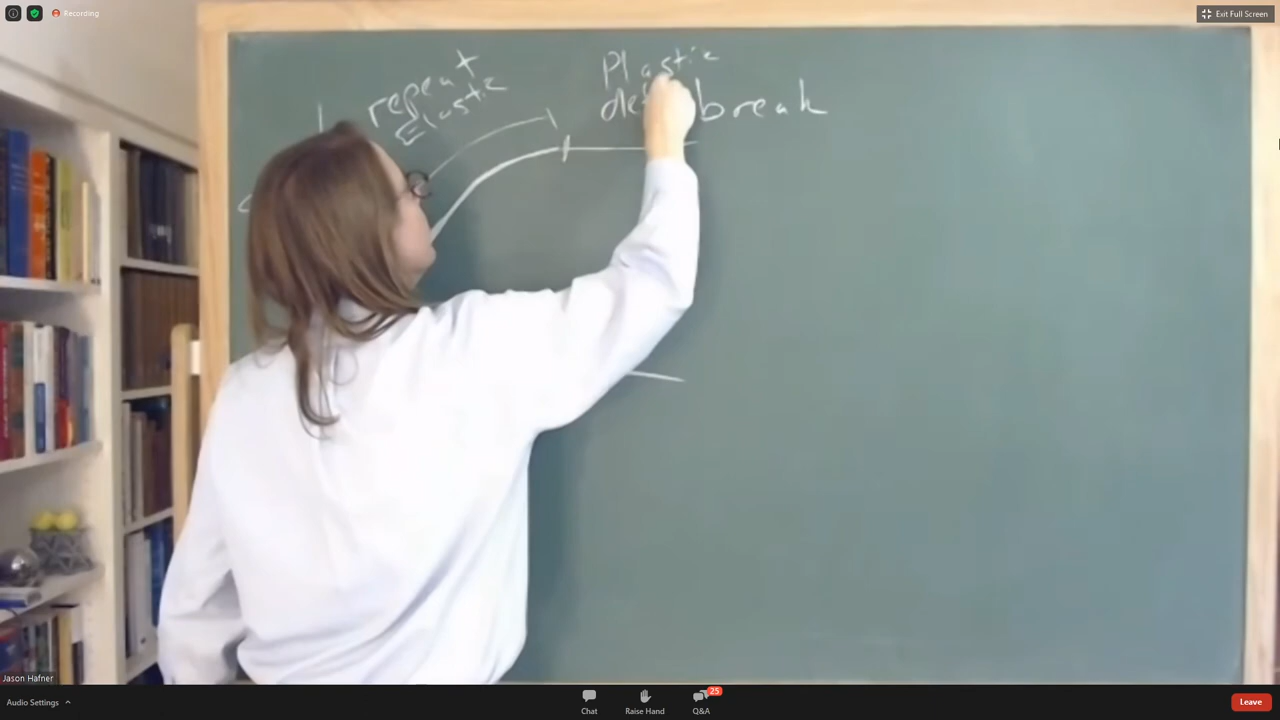 Recording
Exit Full Screen
repeat
Elastic
Plastic
break
Jason Hafner
Audio Settings
Chat
Raise Hand
Q&A
25
Leave